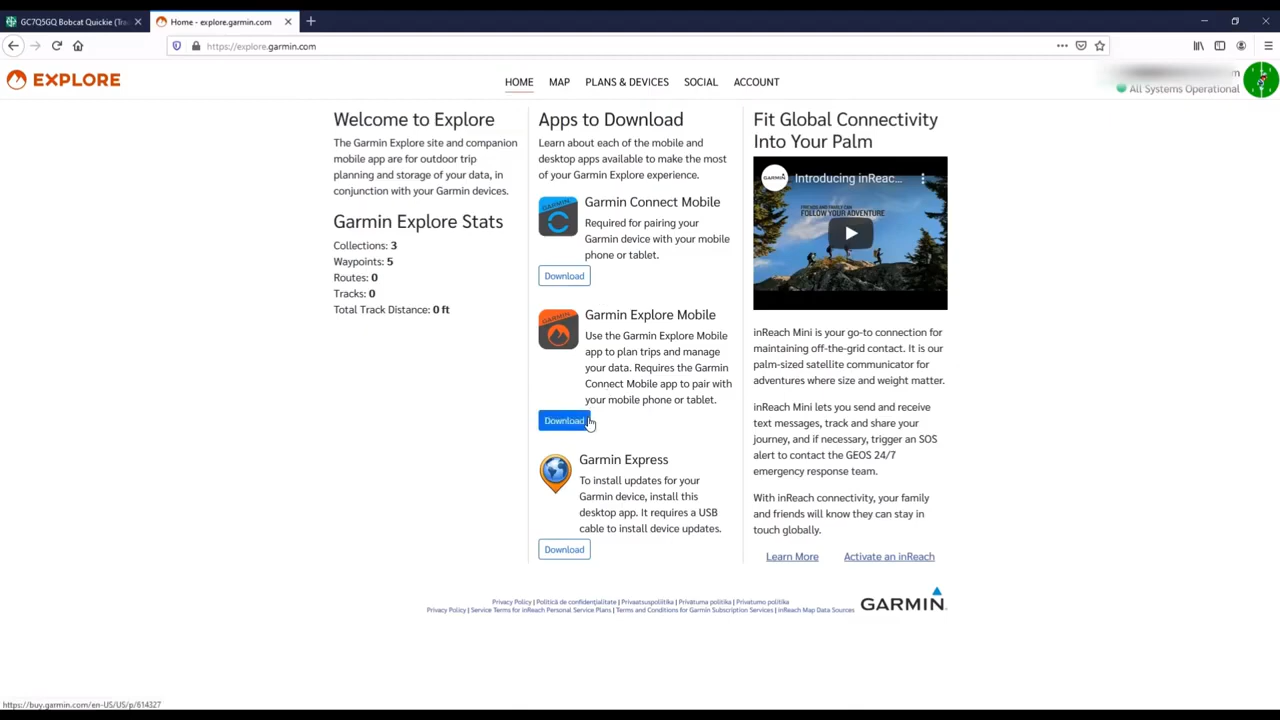 GC7Q5GQ Bobcat Quickie (Tra
Home - explore.garmin.com
https://explore.garmin.com
EXPLORE
HOME MAP PLANS & DEVICES SOCIAL ACCOUNT
m
All Systems Operational
Welcome to Explore
The Garmin Explore site and companion
mobile app are for outdoor trip
planning and storage of your data, in
conjunction with your Garmin devices.
Garmin Explore Stats
Collections: 3
Waypoints: 5
Routes: 0
Tracks: 0
Total Track Distance: 0 ft
Apps to Download
Learn about each of the mobile and
desktop apps available to make the most
of your Garmin Explore experience.
GARMIN
Garmin Connect Mobile
Required for pairing your
Garmin device with your mobile
phone or tablet.
Download
GARMIN
Garmin Explore Mobile
Use the Garmin Explore Mobile
app to plan trips and manage
your data. Requires the Garmin
Connect Mobile app to pair with
your mobile phone or tablet.
Download
Garmin Express
To install updates for your
Garmin device, install this
desktop app. It requires a USB
cable to install device updates.
Download
Fit Global Connectivity
Into Your Palm
GARMIN
Introducing inReac...
FRIENDS AND FAMILY CAN
FOLLOW YOUR ADVENTURE
inReach Mini is your go-to connection for
maintaining off-the-grid contact. It is our
palm-sized satellite communicator for
adventures where size and weight matter.
inReach Mini lets you send and receive
text messages, track and share your
journey, and if necessary, trigger an SOS
alert to contact the GEOS 24/7
emergency response team.
With inReach connectivity, your family
and friends will know they can stay in
touch globally.
Learn More Activate an inReach
Privacy Policy | Politică de confidențialitate | Privaatsuspoliitika | Privātuma politika | Privatumo politika
Privacy Policy | Service Terms for inReach Personal Service Plans | Terms and Conditions for Garmin Subscription Services | inReach Map Data Sources
GARMIN
https://buy.garmin.com/en-US/US/p/614327